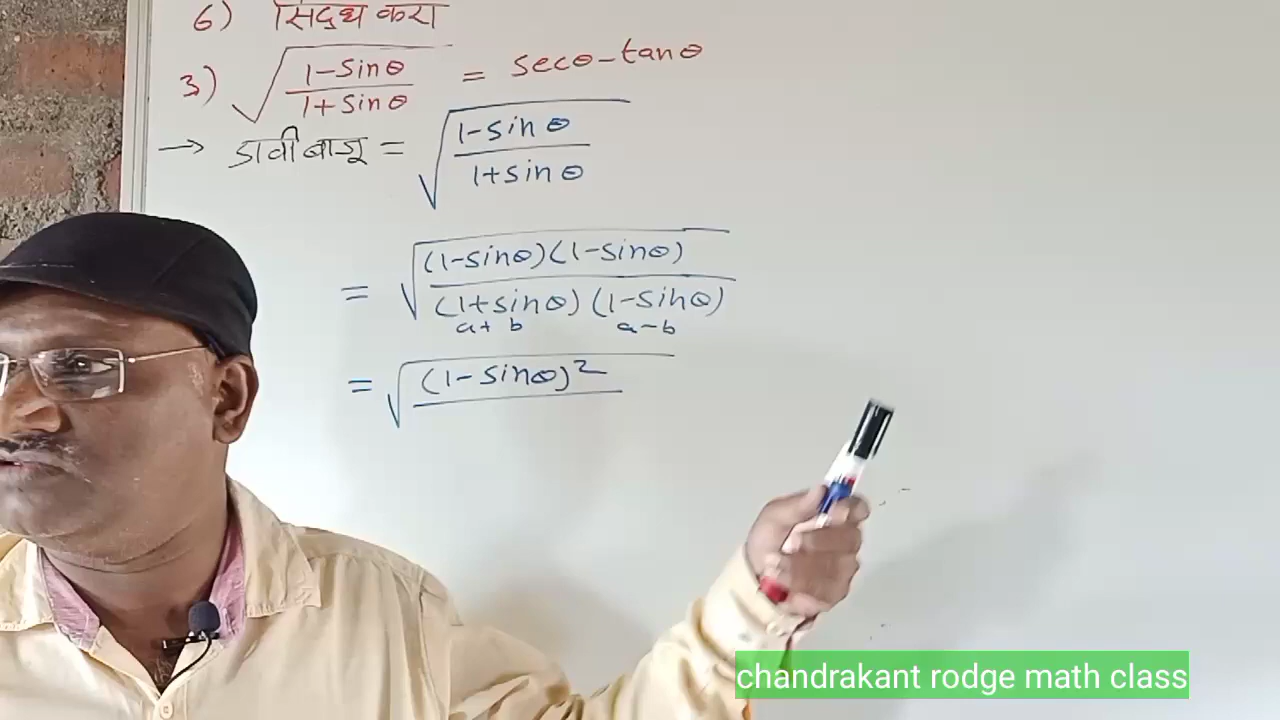 6) सिद्ध करा
3) √(1-sinθ / 1+sinθ) = secθ-tanθ
→ डावी बाजू = √(1-sinθ / 1+sinθ)
= √((1-sinθ)(1-sinθ) / (1+sinθ)(1-sinθ))
a+b a-b
= √((1-sinθ)²
chandrakant rodge math class